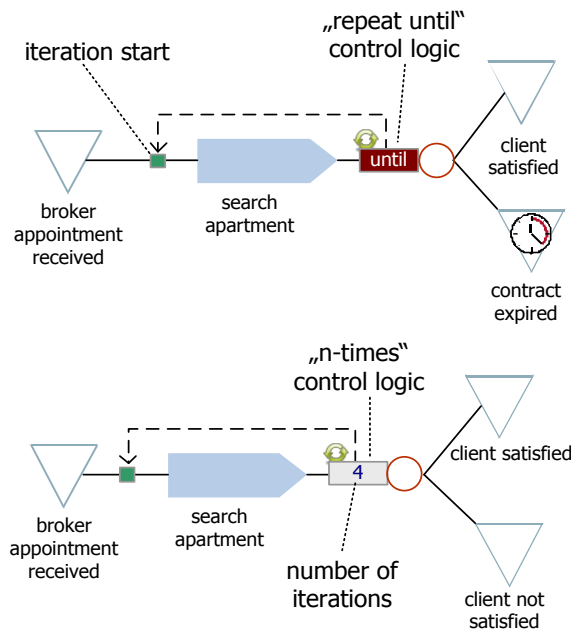 „repeat until“
control logic
iteration start
until
client
satisfied
broker
appointment
received
search
apartment
contract
expired
„n-times“
control logic
4
client satisfied
broker
appointment
received
search
apartment
number of
iterations
client not
satisfied